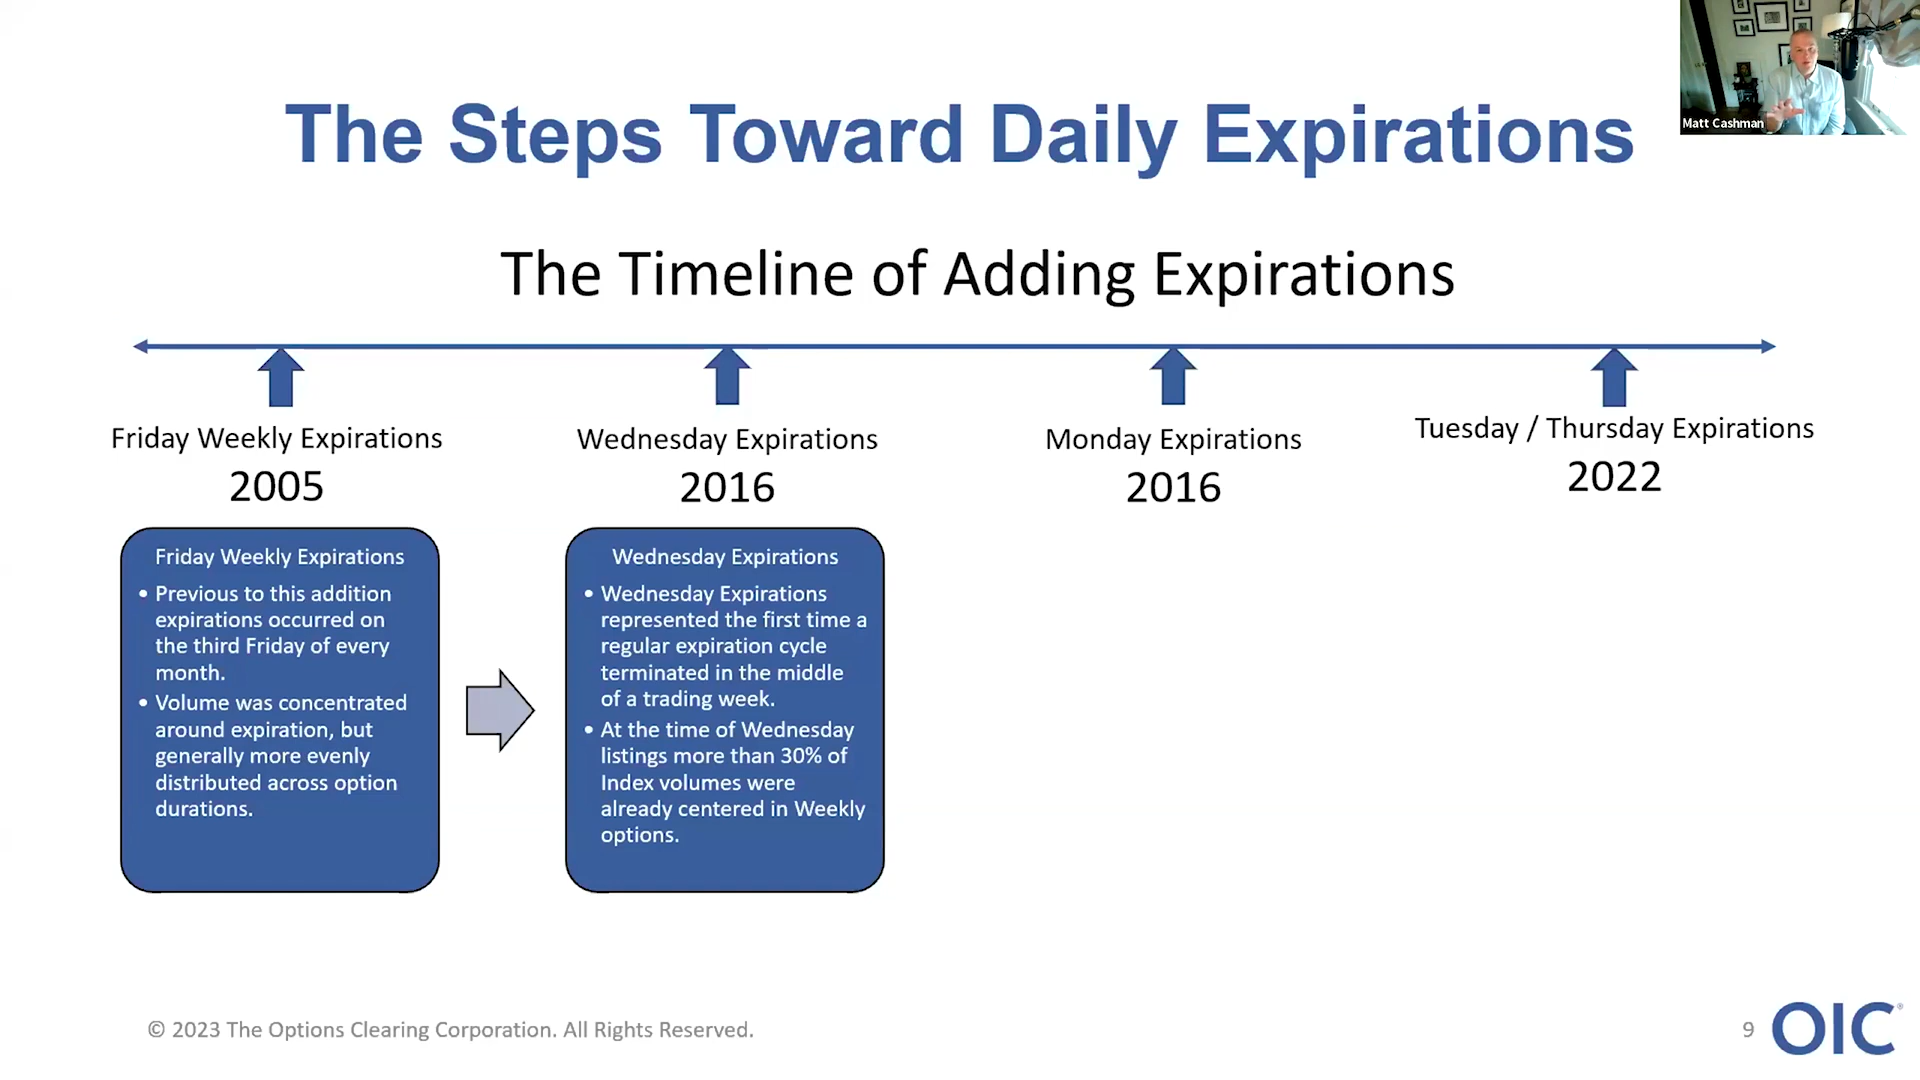 Matt Cashman
The Steps Toward Daily Expirations
The Timeline of Adding Expirations
Friday Weekly Expirations
2005
Wednesday Expirations
2016
Monday Expirations
2016
Tuesday / Thursday Expirations
2022
Friday Weekly Expirations
• Previous to this addition
expirations occurred on
the third Friday of every
month.
• Volume was concentrated
around expiration, but
generally more evenly
distributed across option
durations.
Wednesday Expirations
• Wednesday Expirations
represented the first time a
regular expiration cycle
terminated in the middle
of a trading week.
• At the time of Wednesday
listings more than 30% of
Index volumes were
already centered in Weekly
options.
© 2023 The Options Clearing Corporation. All Rights Reserved.
9
OIC®